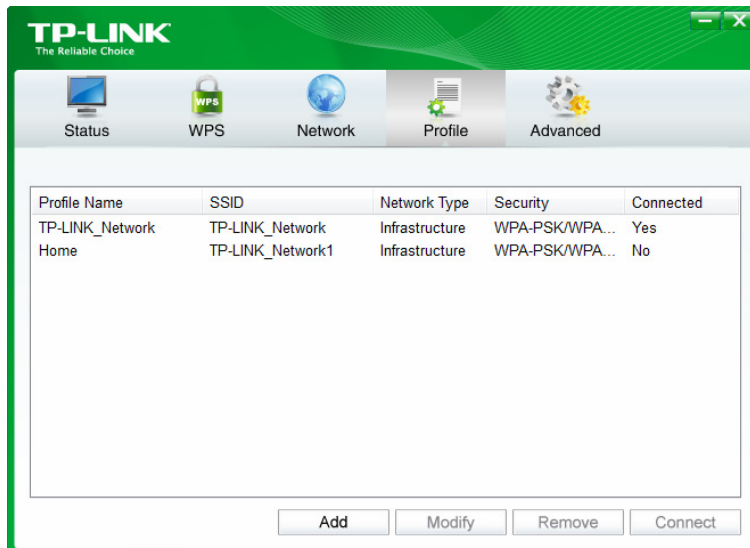 TP-LINK
The Reliable Choice
Status WPS Network Profile Advanced
Profile Name SSID Network Type Security Connected
TP-LINK_Network TP-LINK_Network Infrastructure WPA-PSK/WPA... Yes
Home TP-LINK_Network1 Infrastructure WPA-PSK/WPA... No
Add Modify Remove Connect